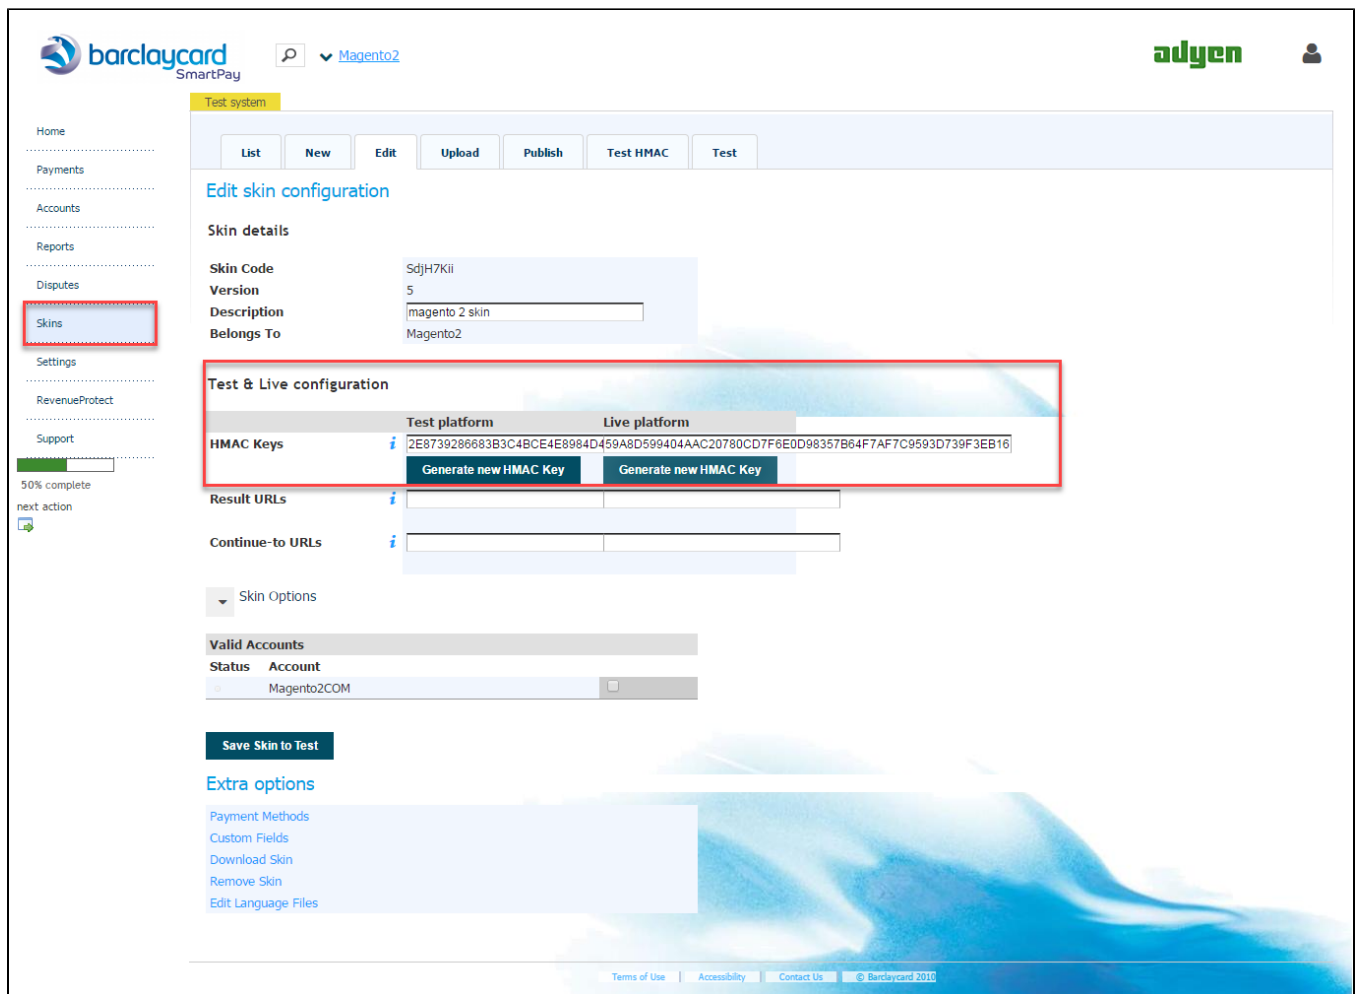 barclaycard
SmartPay
Magento2
adyen
Test system
Home
Payments
Accounts
Reports
Disputes
Skins
Settings
RevenueProtect
Support
50% complete
next action
List New Edit Upload Publish Test HMAC Test
Edit skin configuration
Skin details
Skin Code SdjH7Kii
Version 5
Description magento 2 skin
Belongs To Magento2
Test & Live configuration
Test platform Live platform
HMAC Keys i 2E8739286683B3C4BCE4E8984D459A8D599404AAC20780CD7F6E0D98357B64F7AF7C9593D739F3EB16
Generate new HMAC Key Generate new HMAC Key
Result URLs i
Continue-to URLs i
Skin Options
Valid Accounts
Status Account
Magento2COM
Save Skin to Test
Extra options
Payment Methods
Custom Fields
Download Skin
Remove Skin
Edit Language Files
Terms of Use | Accessibility | Contact Us | © Barclaycard 2010